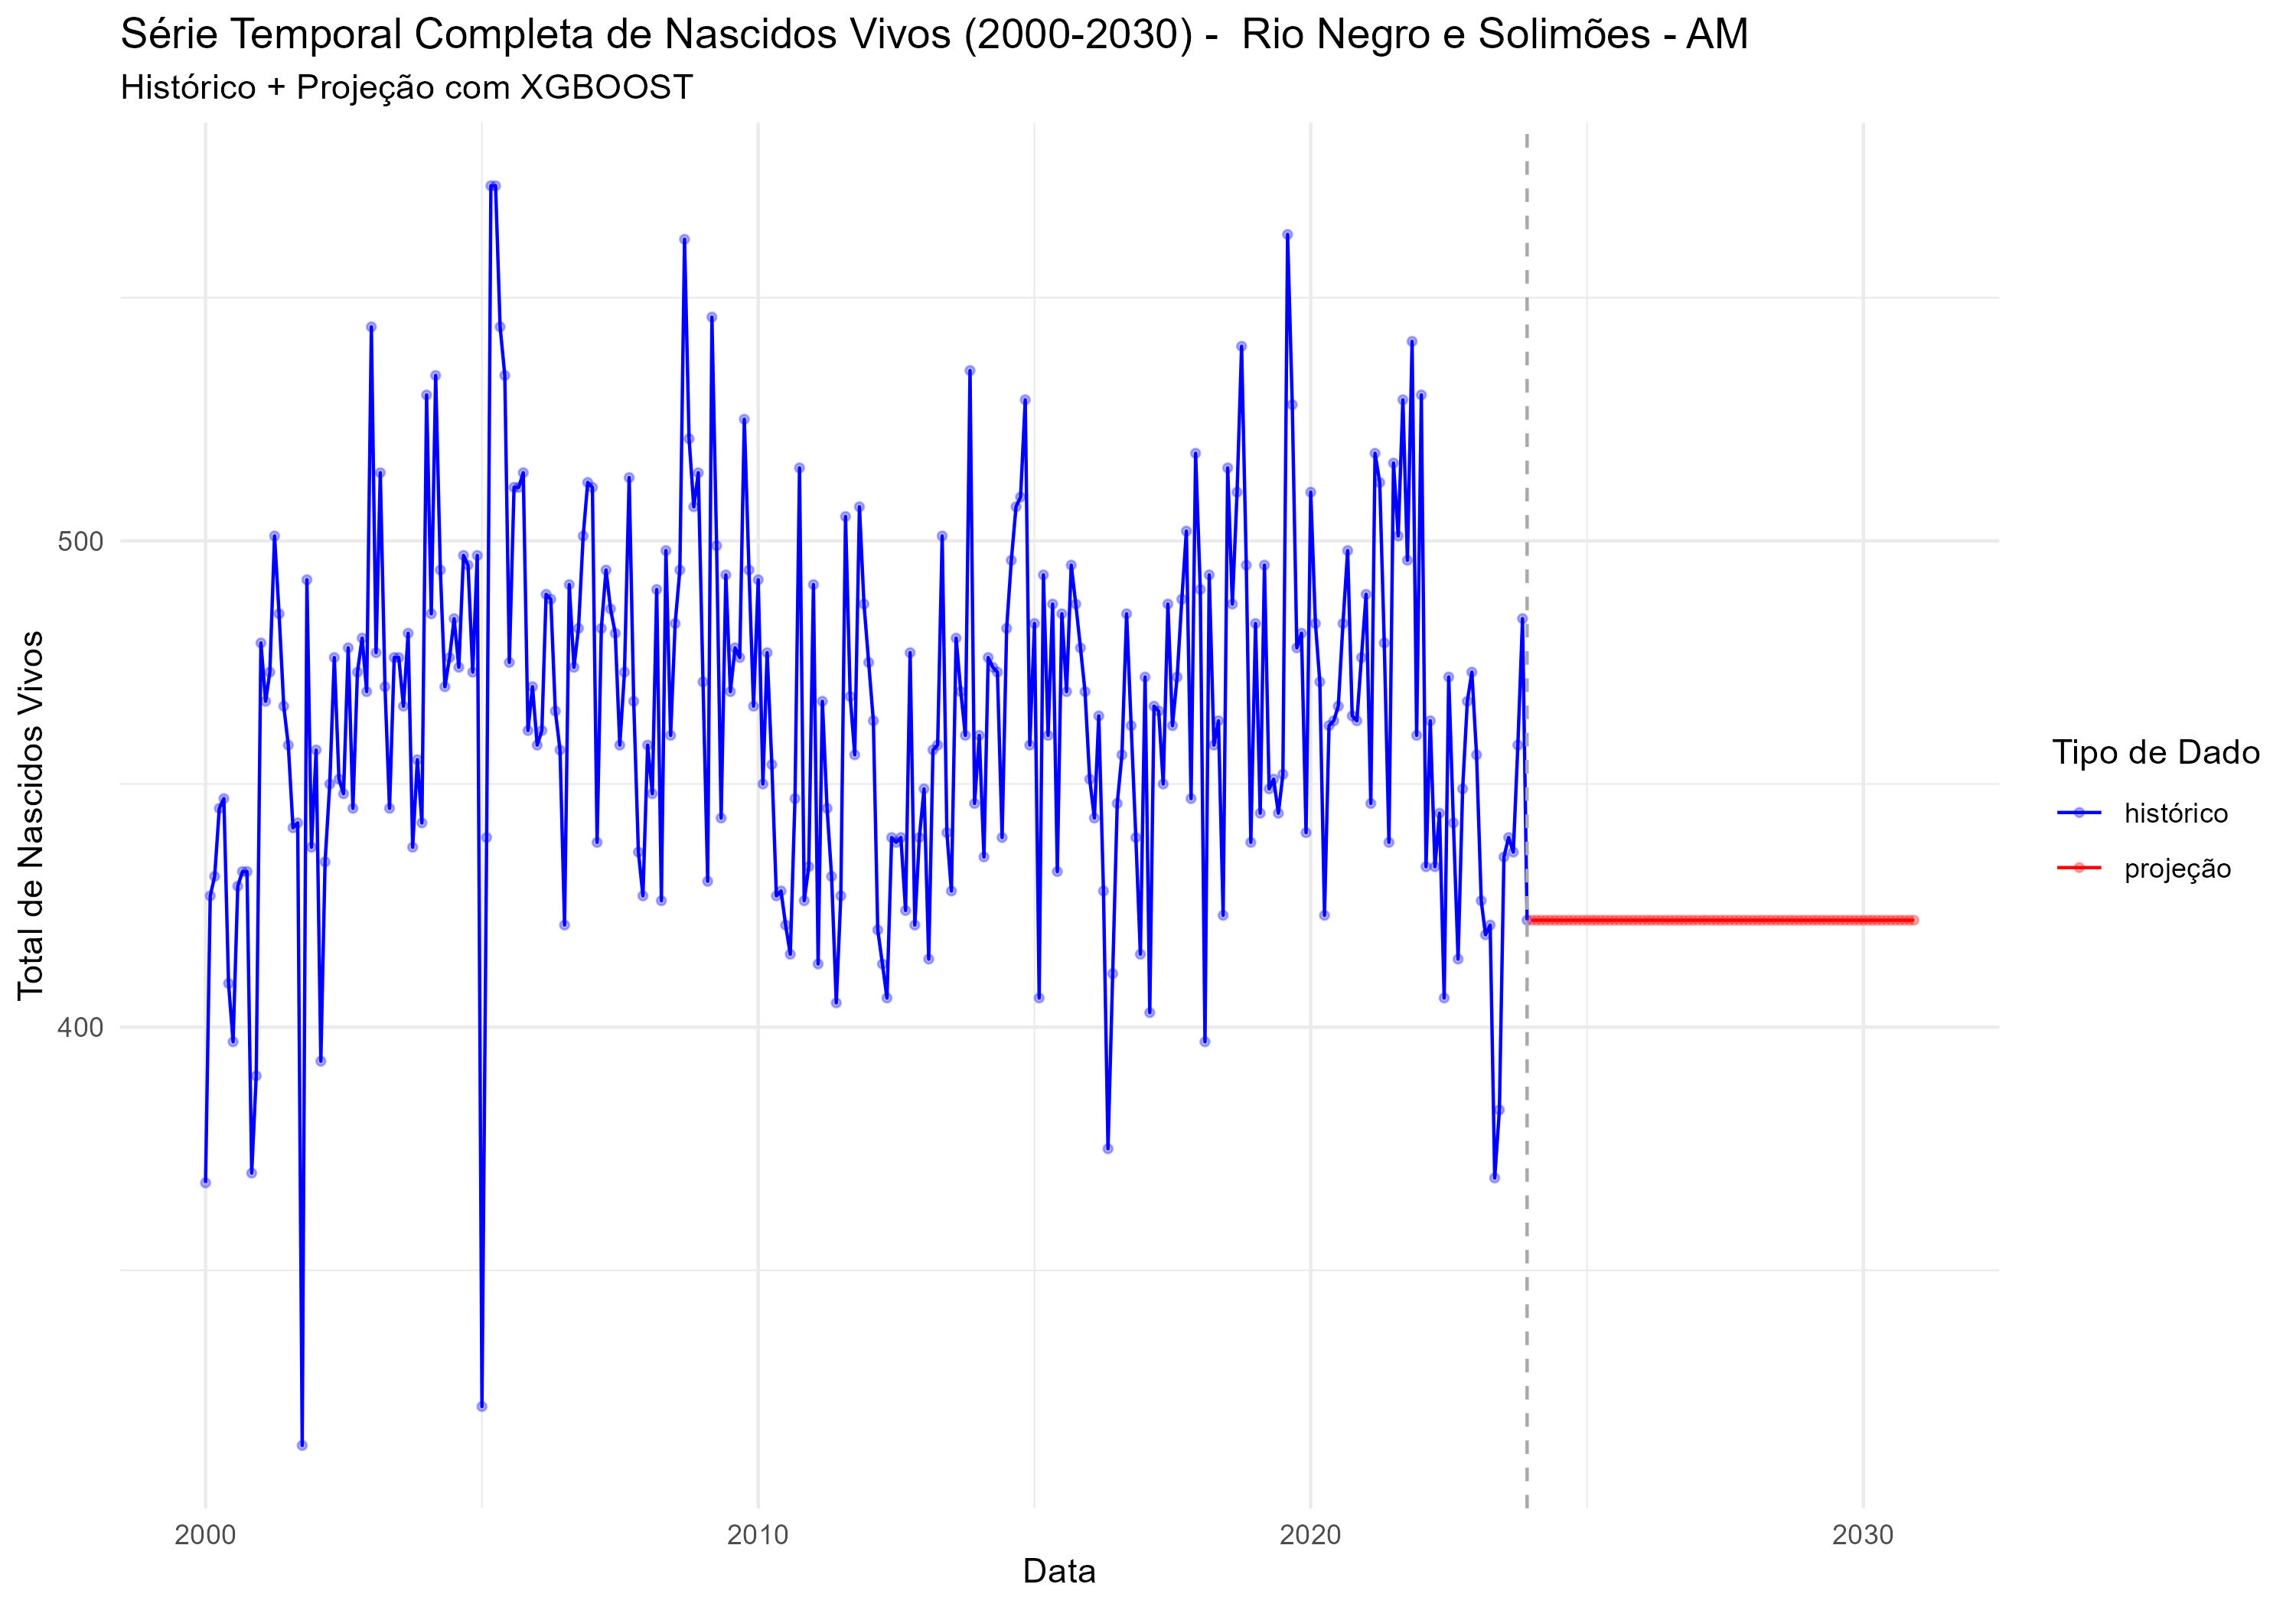 Série Temporal Completa de Nascidos Vivos (2000-2030) -  Rio Negro e Solimões - AM
Histórico + Projeção com XGBOOST
Total de Nascidos Vivos
500
400
2000
2010
2020
2030
Data
Tipo de Dado
histórico
projeção